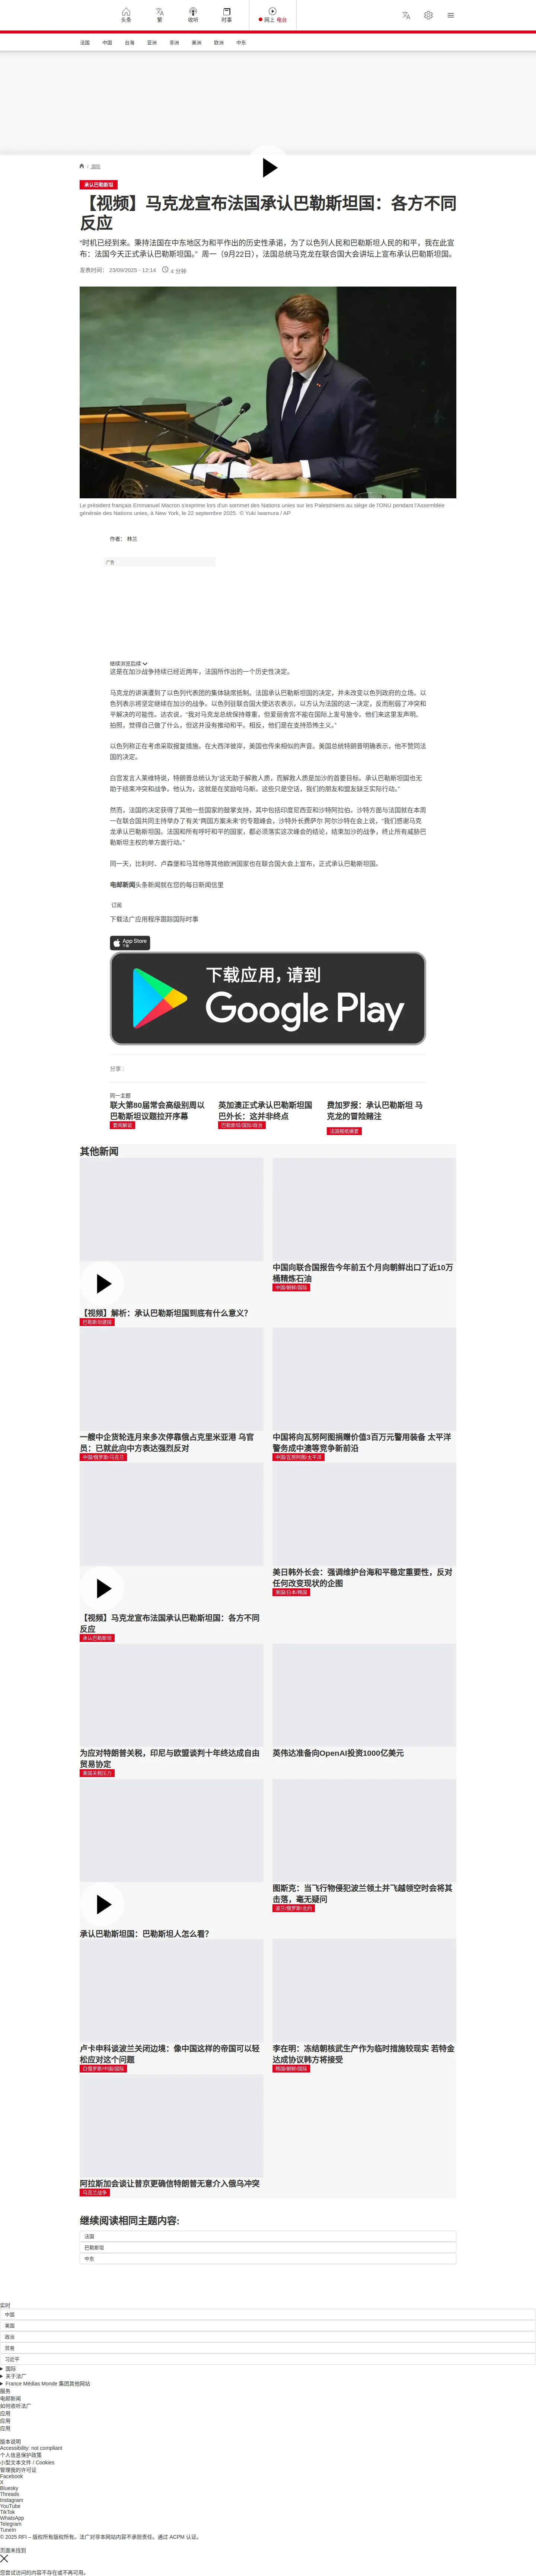 头条
繁
收听
时事
网上 电台
法国
中国
台海
亚洲
非洲
美洲
欧洲
中东
/ 国际
承认巴勒斯坦
【视频】马克龙宣布法国承认巴勒斯坦国：各方不同
反应
“时机已经到来。秉持法国在中东地区为和平作出的历史性承诺，为了以色列人民和巴勒斯坦人民的和平，我在此宣
布：法国今天正式承认巴勒斯坦国。” 周一（9月22日），法国总统马克龙在联合国大会讲坛上宣布承认巴勒斯坦国。
发表时间： 23/09/2025 - 12:14
4 分钟
Le président français Emmanuel Macron s'exprime lors d'un sommet des Nations unies sur les Palestiniens au siège de l'ONU pendant l'Assemblée
générale des Nations unies, à New York, le 22 septembre 2025. © Yuki Iwamura / AP
作者： 林兰
广告
继续浏览后续
这是在加沙战争持续已经近两年，法国所作出的一个历史性决定。
马克龙的讲演遭到了以色列代表团的集体缺席抵制。法国承认巴勒斯坦国的决定，并未改变以色列政府的立场。以
色列表示将坚定继续在加沙的战争，以色列驻联合国大使达农表示，以方认为法国的这一决定，反而削弱了冲突和
平解决的可能性。达农说，“我对马克龙总统保持尊重，但爱丽舍宫不能在国际上发号施令。他们来这里发声明、
拍照，觉得自己做了什么，但这并没有推动和平。相反，他们是在支持恐怖主义。”
以色列称正在考虑采取报复措施。在大西洋彼岸，美国也传来相似的声音。美国总统特朗普明确表示，他不赞同法
国的决定。
白宫发言人莱维特说，特朗普总统认为“这无助于解救人质，而解救人质是加沙的首要目标。承认巴勒斯坦国也无
助于结束冲突和战争，他认为，这就是在奖励哈马斯。这些只是空话，我们的朋友和盟友缺乏实际行动。”
然而，法国的决定获得了其他一些国家的鼓掌支持，其中包括印度尼西亚和沙特阿拉伯。沙特方面与法国就在本周
一在联合国共同主持举办了有关“两国方案未来”的专题峰会，沙特外长费萨尔 阿尔沙特在会上说，“我们感谢马克
龙承认巴勒斯坦国。法国和所有呼吁和平的国家，都必须落实这次峰会的结论，结束加沙的战争，终止所有威胁巴
勒斯坦主权的单方面行动。”
同一天，比利时、卢森堡和马耳他等其他欧洲国家也在联合国大会上宣布，正式承认巴勒斯坦国。
电邮新闻头条新闻就在您的每日新闻信里
订阅
下载法广应用程序跟踪国际时事
App Store
下载
下载应用，请到
Google Play
分享 :
同一主题
联大第80届常会高级别周以
巴勒斯坦议题拉开序幕
要闻解说
英加澳正式承认巴勒斯坦国
巴外长：这并非终点
巴勒斯坦/国际/政治
费加罗报：承认巴勒斯坦 马
克龙的冒险赌注
法国报纸摘要
其他新闻
【视频】解析：承认巴勒斯坦国到底有什么意义？
巴勒斯坦建国
中国向联合国报告今年前五个月向朝鲜出口了近10万
桶精炼石油
中国/朝鲜/国际
一艘中企货轮连月来多次停靠俄占克里米亚港 乌官
员：已就此向中方表达强烈反对
中国/俄罗斯/乌克兰
中国将向瓦努阿图捐赠价值3百万元警用装备 太平洋
警务成中澳等竞争新前沿
中国/瓦努阿图/太平洋
【视频】马克龙宣布法国承认巴勒斯坦国：各方不同
反应
承认巴勒斯坦
美日韩外长会：强调维护台海和平稳定重要性，反对
任何改变现状的企图
美国/日本/韩国
为应对特朗普关税，印尼与欧盟谈判十年终达成自由
贸易协定
美国关税压力
英伟达准备向OpenAI投资1000亿美元
承认巴勒斯坦国：巴勒斯坦人怎么看？
图斯克：当飞行物侵犯波兰领土并飞越领空时会将其
击落，毫无疑问
波兰/俄罗斯/北约
卢卡申科谈波兰关闭边境：像中国这样的帝国可以轻
松应对这个问题
白俄罗斯/中国/国际
李在明：冻结朝核武生产作为临时措施较现实 若特金
达成协议韩方将接受
韩国/朝鲜/国际
阿拉斯加会谈让普京更确信特朗普无意介入俄乌冲突
乌克兰战争
继续阅读相同主题内容:
法国
巴勒斯坦
中东
实时
中国
美国
政治
贸易
习近平
国际
关于法广
France Médias Monde 集团其他网站
服务
电邮新闻
如何收听法广
应用
应用
应用
版本说明
Accessibility: not compliant
个人信息保护政策
小型文本文件 / Cookies
管理我的许可证
Facebook
X
Bluesky
Threads
Instagram
YouTube
TikTok
WhatsApp
Telegram
TuneIn
© 2025 RFI – 版权所有版权所有。法广对非本网站内容不承担责任。通过 ACPM 认证。
页面未找到
您尝试访问的内容不存在或不再可用。